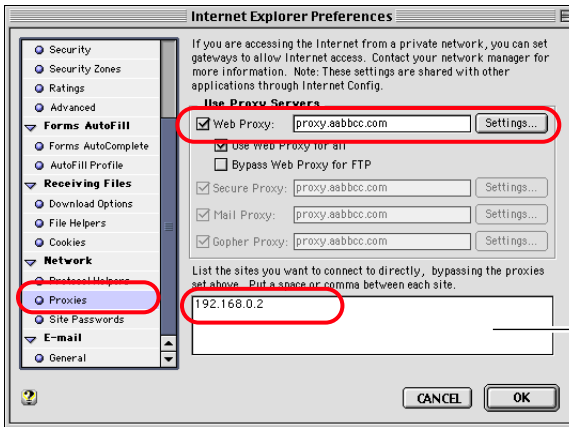 Internet Explorer Preferences
Security
Security Zones
Ratings
Advanced
Forms AutoFill
Forms AutoComplete
AutoFill Profile
Receiving Files
Download Options
File Helpers
Cookies
Network
Protocol Helpers
Proxies
Site Passwords
E-mail
General
If you are accessing the Internet from a private network, you can set
gateways to allow Internet access. Contact your network manager for
more information. Note: These settings are shared with other
applications through Internet Config.
Use Proxy Servers
Web Proxy: proxy.aabbcc.com Settings...
Use Web Proxy for all
Bypass Web Proxy for FTP
Secure Proxy: proxy.aabbcc.com Settings...
Mail Proxy: proxy.aabbcc.com Settings...
Gopher Proxy: proxy.aabbcc.com Settings...
List the sites you want to connect to directly, bypassing the proxies
set above. Put a space or comma between each site.
192.168.0.2
CANCEL OK